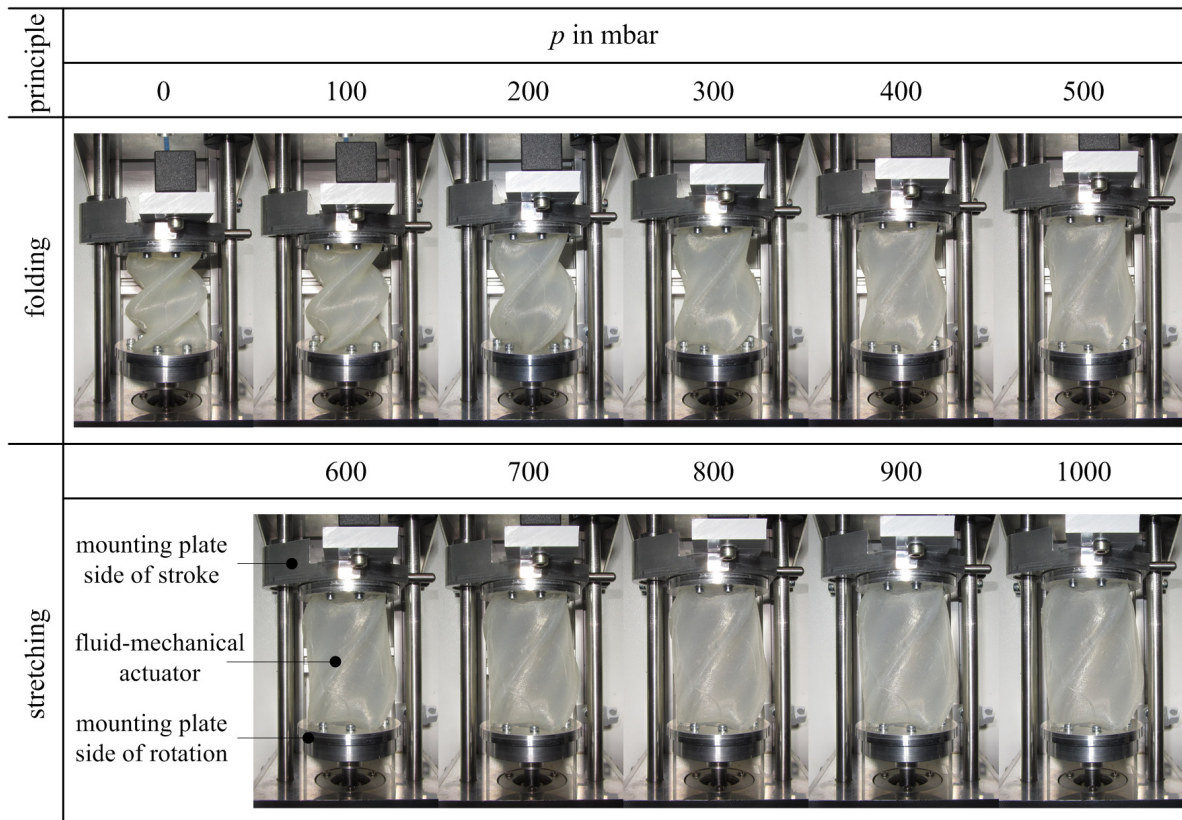 principle
p in mbar
0 100 200 300 400 500
folding
600 700 800 900 1000
stretching
mounting plate
side of stroke
fluid-mechanical
actuator
mounting plate
side of rotation